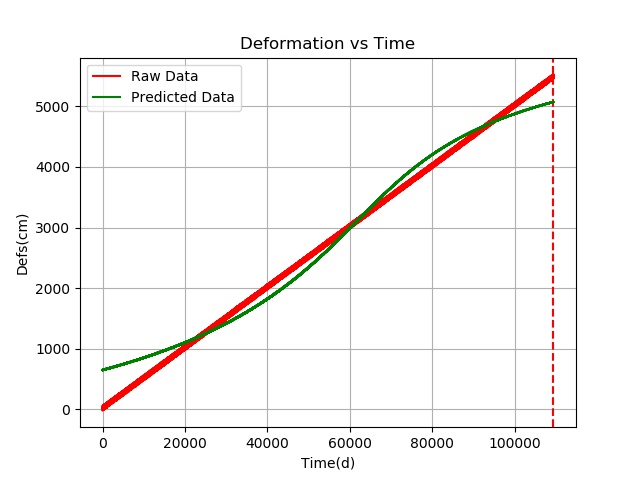 Deformation vs Time
Raw Data
Predicted Data
Defs(cm)
5000
4000
3000
2000
1000
0
0 20000 40000 60000 80000 100000
Time(d)